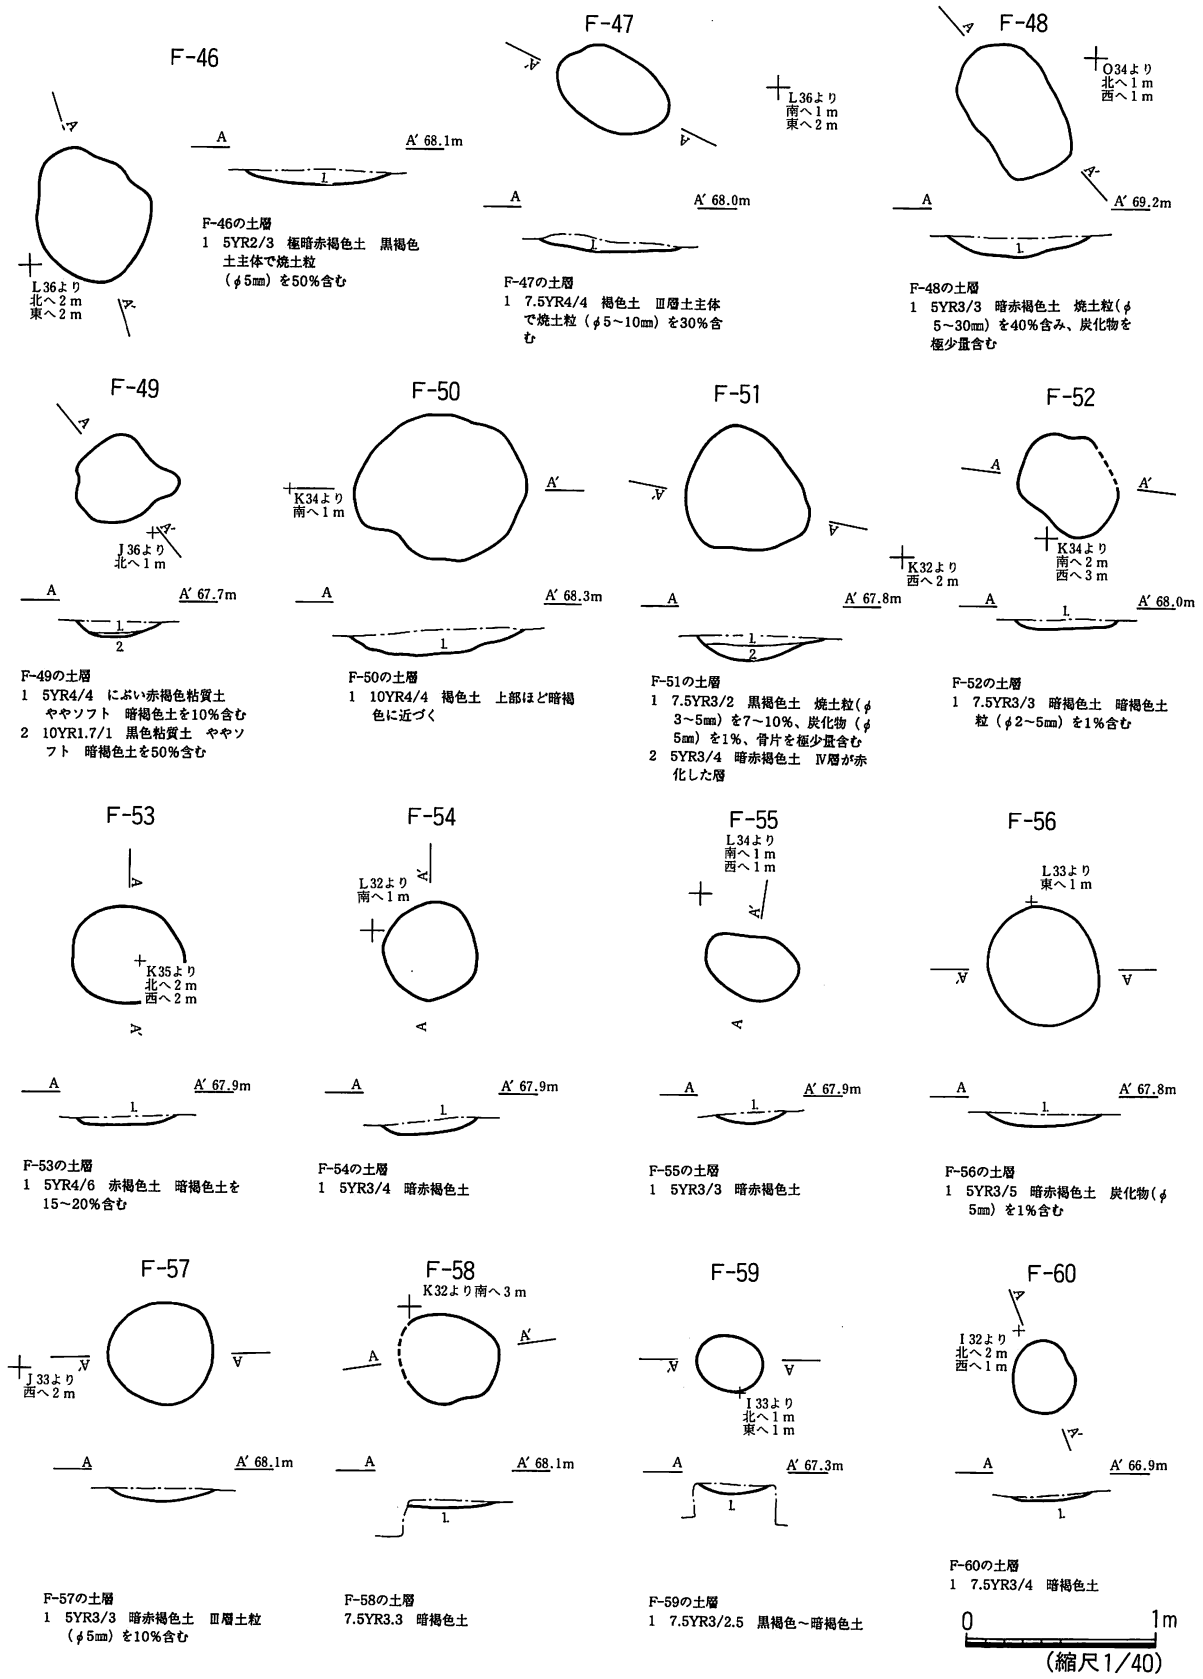 F-46
A
A′
L36より
北へ2m
東へ2m
A
A′ 68.1m
1.
F-46の土層
1 5YR2/3 極暗赤褐色土 黒褐色
土主体で焼土粒
(φ5㎜)を50%含む
F-47
A′
A
L36より
南へ1m
東へ2m
A
A′ 68.0m
1.
F-47の土層
1 7.5YR4/4 褐色土 Ⅲ層土主体
で焼土粒(φ5~10㎜)を30%含
む
F-48
A
A′
O34より
北へ1m
西へ1m
A
A′ 69.2m
1.
F-48の土層
1 5YR3/3 暗赤褐色土 焼土粒(φ
5~30㎜)を40%含み、炭化物を
極少量含む
F-49
A
A′
J36より
北へ1m
A
A′ 67.7m
1.
2.
F-49の土層
1 5YR4/4 にぶい赤褐色粘質土
ややソフト 暗褐色土を10%含む
2 10YR1.7/1 黒色粘質土 ややソ
フト 暗褐色土を50%含む
F-50
K34より
南へ1m
A′
A
A′ 68.3m
1.
F-50の土層
1 10YR4/4 褐色土 上部ほど暗褐
色に近づく
F-51
A′
A
K32より
西へ2m
A
A′ 67.8m
1.
2
F-51の土層
1 7.5YR3/2 黒褐色土 焼土粒(φ
3~5㎜)を7~10%、炭化物(φ
5㎜)を1%、骨片を極少量含む
2 5YR3/4 暗赤褐色土 Ⅳ層が赤
化した層
F-52
A
A′
K34より
南へ2m
西へ3m
A
A′ 68.0m
1.
F-52の土層
1 7.5YR3/3 暗褐色土 暗褐色土
粒(φ2~5㎜)を1%含む
F-53
A
K35より
北へ2m
西へ2m
A′
A
A′ 67.9m
1.
F-53の土層
1 5YR4/6 赤褐色土 暗褐色土を
15~20%含む
F-54
A′
L32より
南へ1m
A
A
A′ 67.9m
1.
F-54の土層
1 5YR3/4 暗赤褐色土
F-55
L34より
南へ1m
西へ1m
A′
A
A
A′ 67.9m
1.
F-55の土層
1 5YR3/3 暗赤褐色土
F-56
L33より
東へ1m
A′
A
A
A′ 67.8m
1.
F-56の土層
1 5YR3/5 暗赤褐色土 炭化物(φ
5㎜)を1%含む
F-57
A′
A
J33より
西へ2m
A
A′ 68.1m
F-57の土層
1 5YR3/3 暗赤褐色土 Ⅲ層土粒
(φ5㎜)を10%含む
F-58
K32より南へ3m
A
A′
A
A′ 68.1m
1.
F-58の土層
7.5YR3.3 暗褐色土
F-59
A′
A
I33より
北へ1m
東へ1m
A
A′ 67.3m
1.
F-59の土層
1 7.5YR3/2.5 黒褐色~暗褐色土
F-60
A
I32より
北へ2m
西へ1m
A′
A
A′ 66.9m
1.
F-60の土層
1 7.5YR3/4 暗褐色土
0
1m
(縮尺1/40)